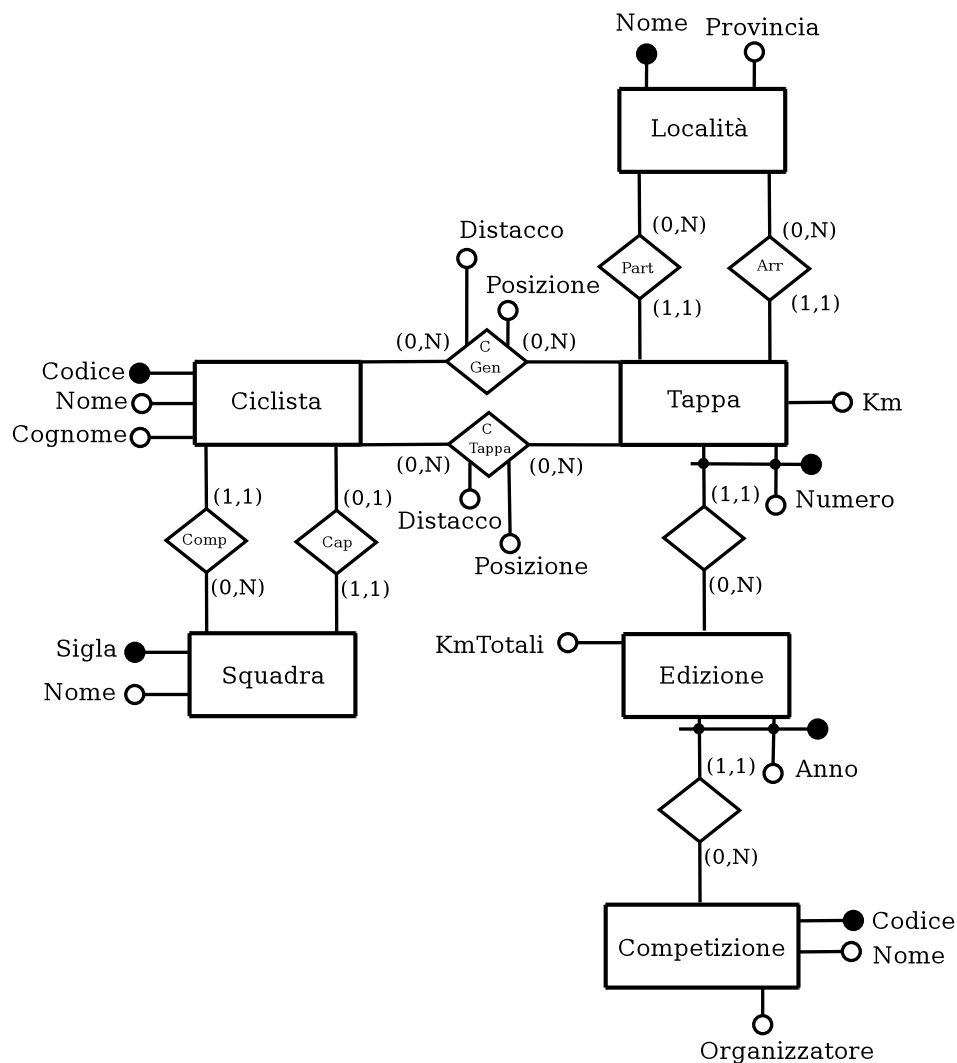 Nome
Provincia
Località
(0,N)
(0,N)
Distacco
Part
Arr
Posizione
(1,1)
(1,1)
(0,N)
C
Gen
(0,N)
Codice
Nome
Cognome
Ciclista
Tappa
Km
C
Tappa
(0,N)
(0,N)
(1,1)
(0,1)
Distacco
(1,1)
Numero
Comp
Cap
Posizione
(0,N)
(1,1)
(0,N)
Sigla
Nome
Squadra
KmTotali
Edizione
(1,1)
Anno
(0,N)
Competizione
Codice
Nome
Organizzatore